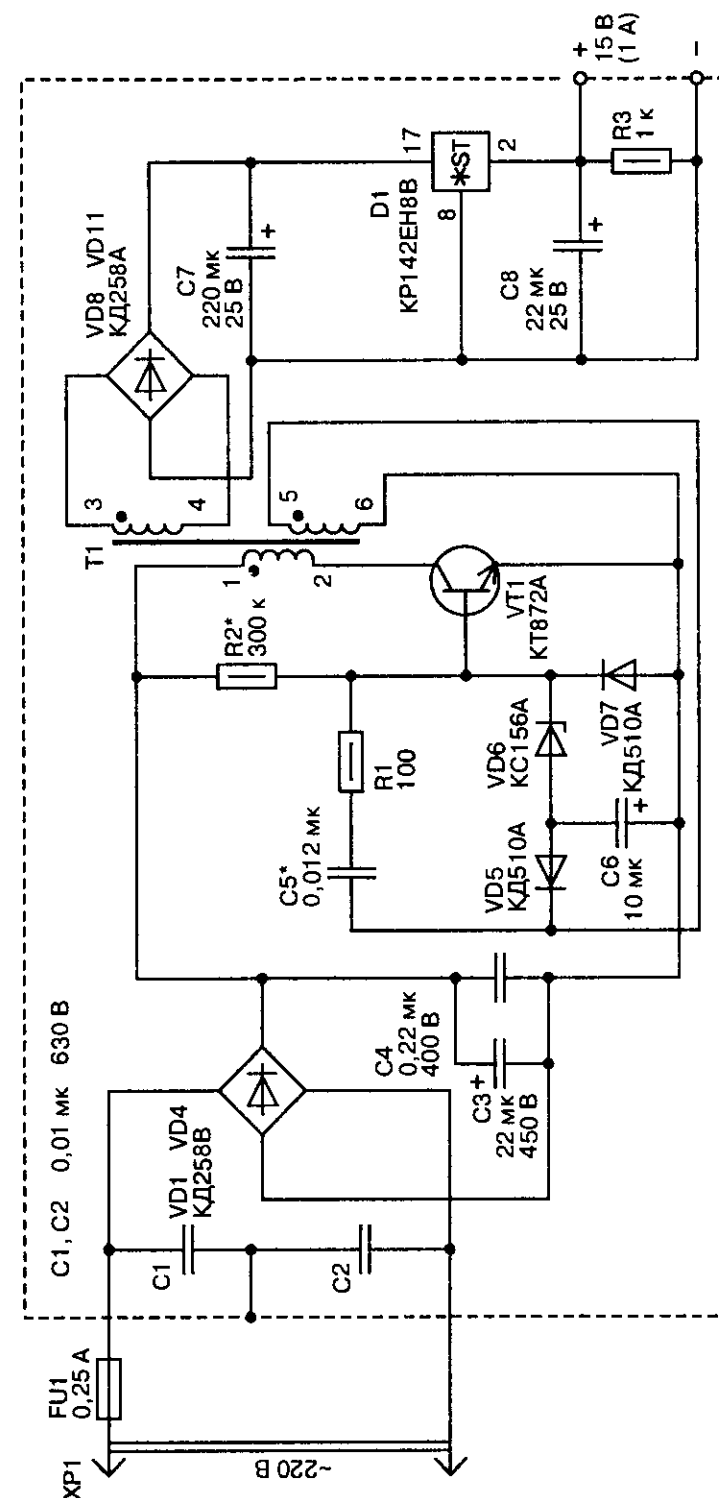 XP1
~220 В
FU1
0,25 А
C1, C2 0,01 мк 630 В
C1
C2
VD1 VD4
КД258В
C3
+
22 мк
450 В
C4
0,22 мк
400 В
C5*
0,012 мк
R1
100
R2*
300 к
VD5
КД510А
C6
+
10 мк
VD6
КС156А
VD7
КД510А
VT1
КТ872А
T1
1
2
3
4
5
6
VD8 VD11
КД258А
C7
220 мк
25 В
+
D1
КР142ЕН8В
17
8
2
*ST
C8
22 мк
25 В
+
R3
1 к
+
15 В
(1 А)
–